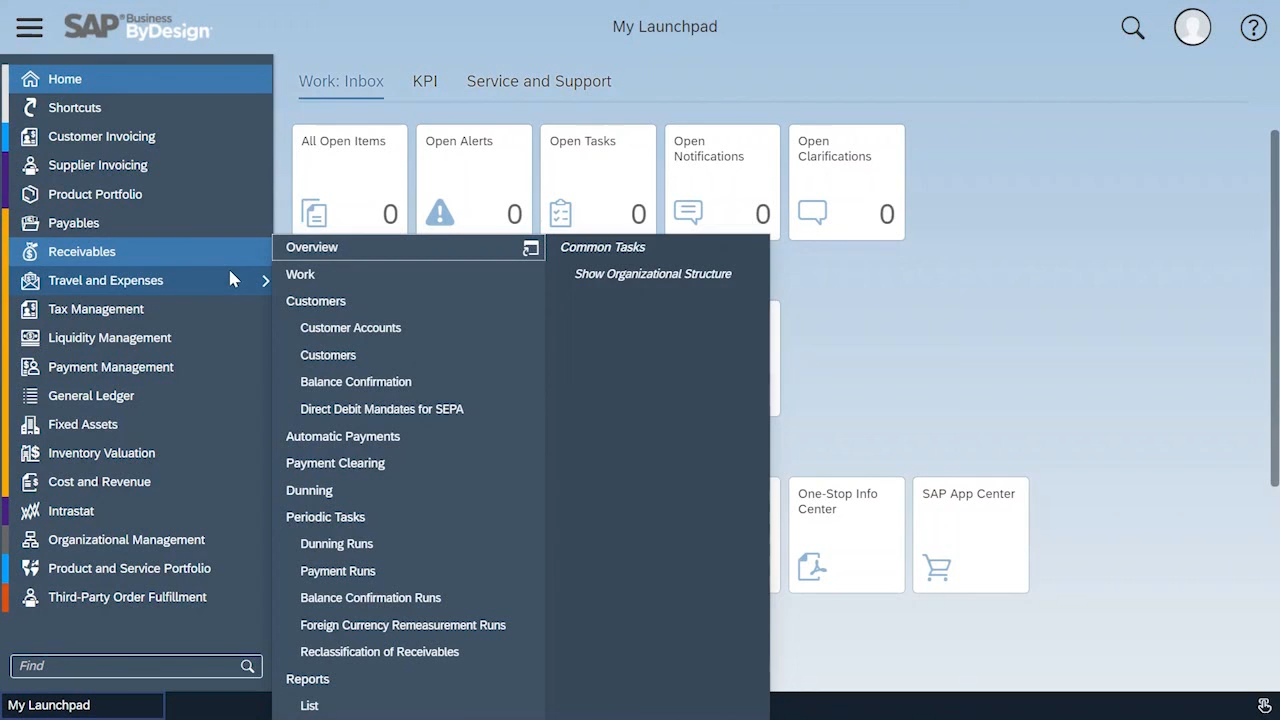 SAP Business ByDesign
My Launchpad
Home
Shortcuts
Customer Invoicing
Supplier Invoicing
Product Portfolio
Payables
Receivables
Travel and Expenses
Tax Management
Liquidity Management
Payment Management
General Ledger
Fixed Assets
Inventory Valuation
Cost and Revenue
Intrastat
Organizational Management
Product and Service Portfolio
Third-Party Order Fulfillment
Find
My Launchpad
Work: Inbox KPI Service and Support
All Open Items
0
Open Alerts
0
Open Tasks
0
Open
Notifications
0
Open
Clarifications
0
Overview
Work
Customers
Customer Accounts
Customers
Balance Confirmation
Direct Debit Mandates for SEPA
Automatic Payments
Payment Clearing
Dunning
Periodic Tasks
Dunning Runs
Payment Runs
Balance Confirmation Runs
Foreign Currency Remeasurement Runs
Reclassification of Receivables
Reports
List
Common Tasks
Show Organizational Structure
One-Stop Info
Center
SAP App Center